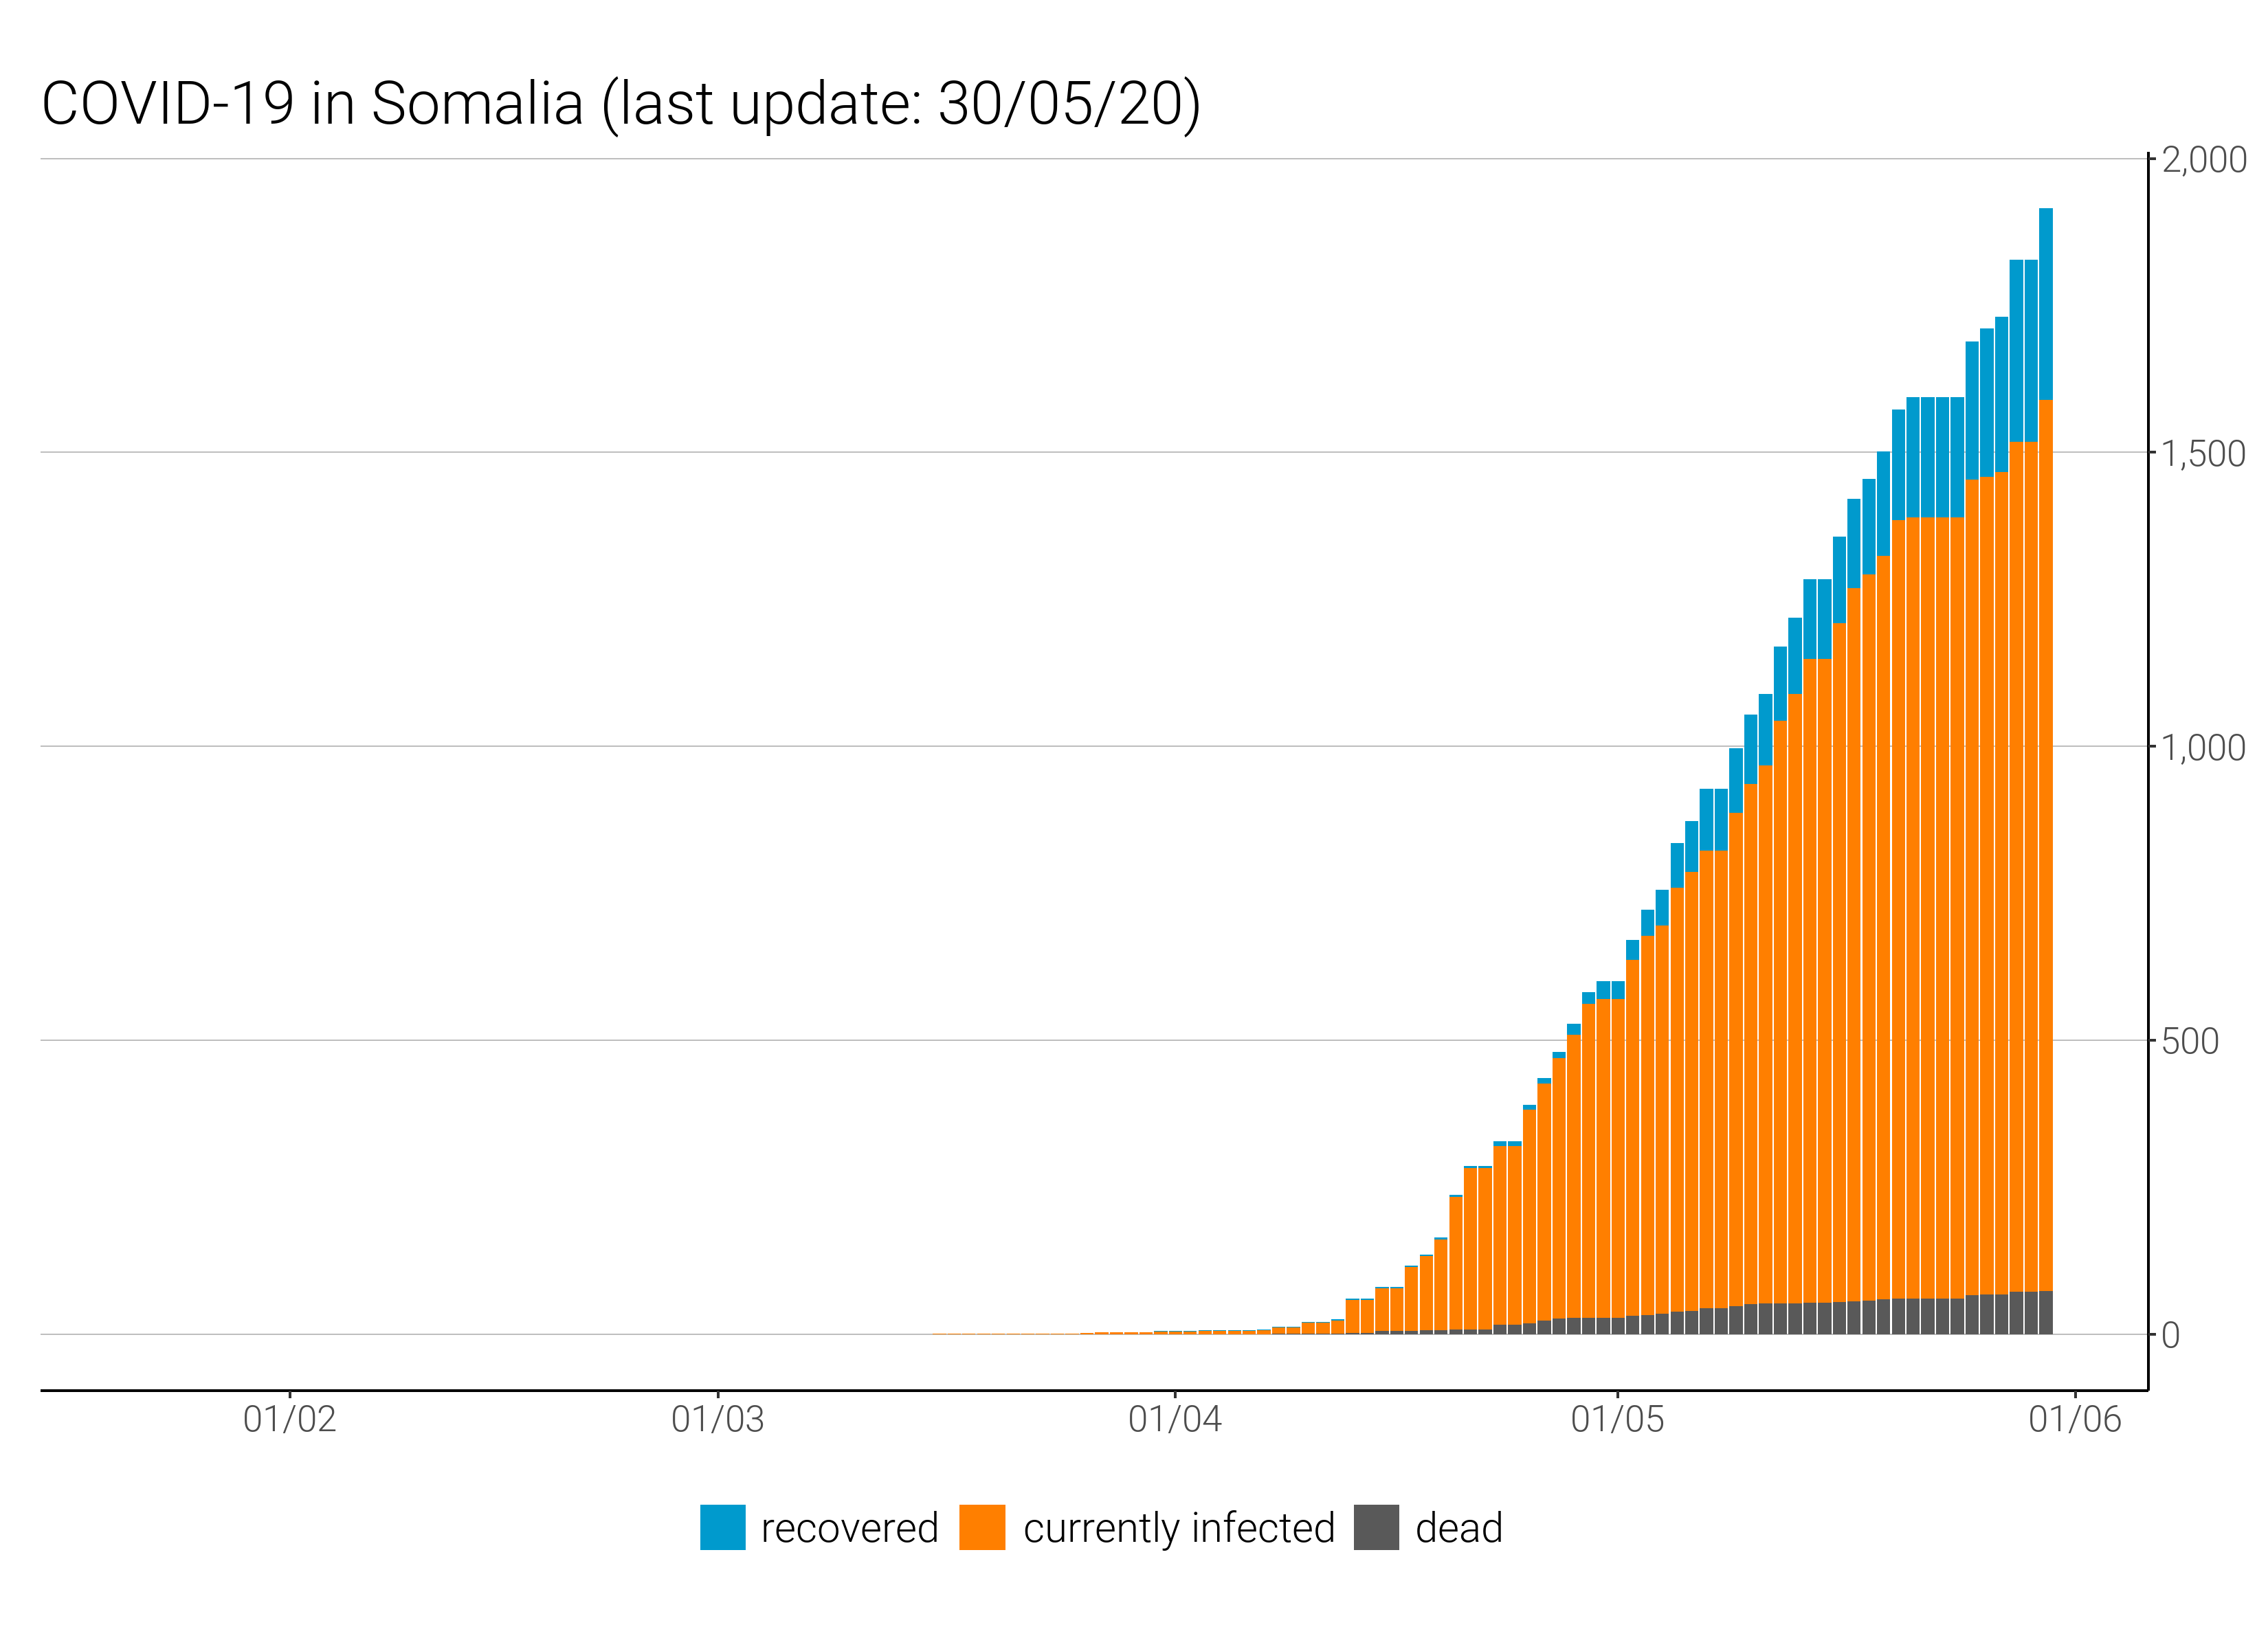 COVID-19 in Somalia (last update: 30/05/20)
2,000
1,500
1,000
500
0
01/02 01/03 01/04 01/05 01/06
recovered currently infected dead